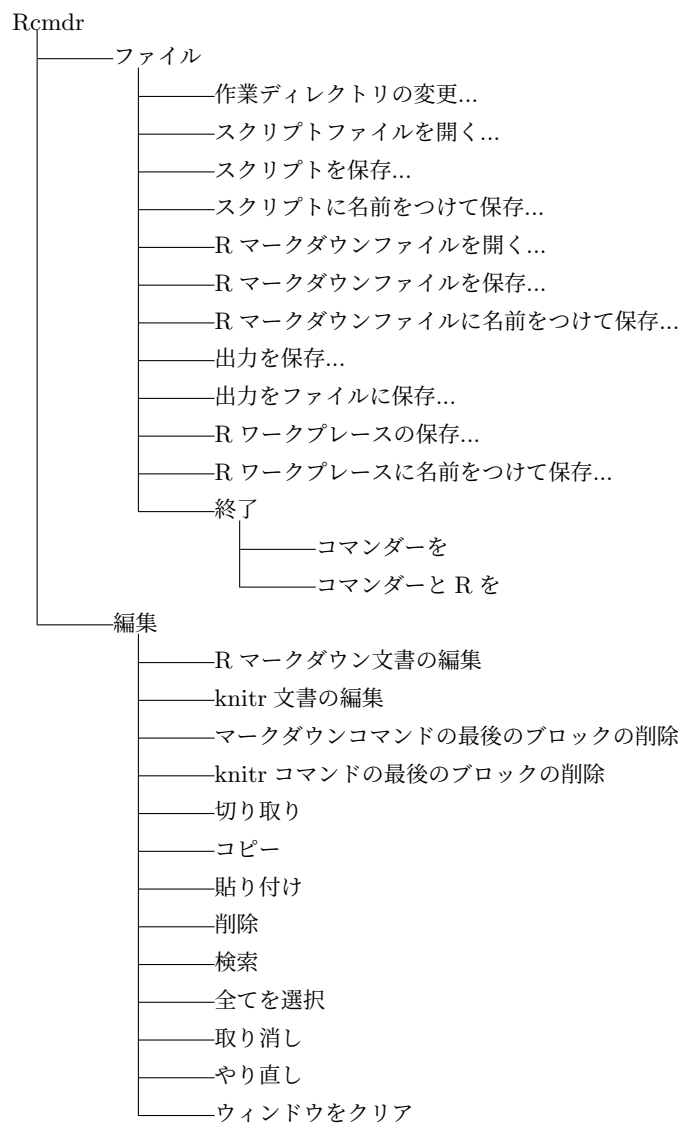 Rcmdr
ファイル
作業ディレクトリの変更...
スクリプトファイルを開く...
スクリプトを保存...
スクリプトに名前をつけて保存...
R マークダウンファイルを開く...
R マークダウンファイルを保存...
R マークダウンファイルに名前をつけて保存...
出力を保存...
出力をファイルに保存...
R ワークプレースの保存...
R ワークプレースに名前をつけて保存...
終了
コマンダーを
コマンダーと R を
編集
R マークダウン文書の編集
knitr 文書の編集
マークダウンコマンドの最後のブロックの削除
knitr コマンドの最後のブロックの削除
切り取り
コピー
貼り付け
削除
検索
全てを選択
取り消し
やり直し
ウィンドウをクリア